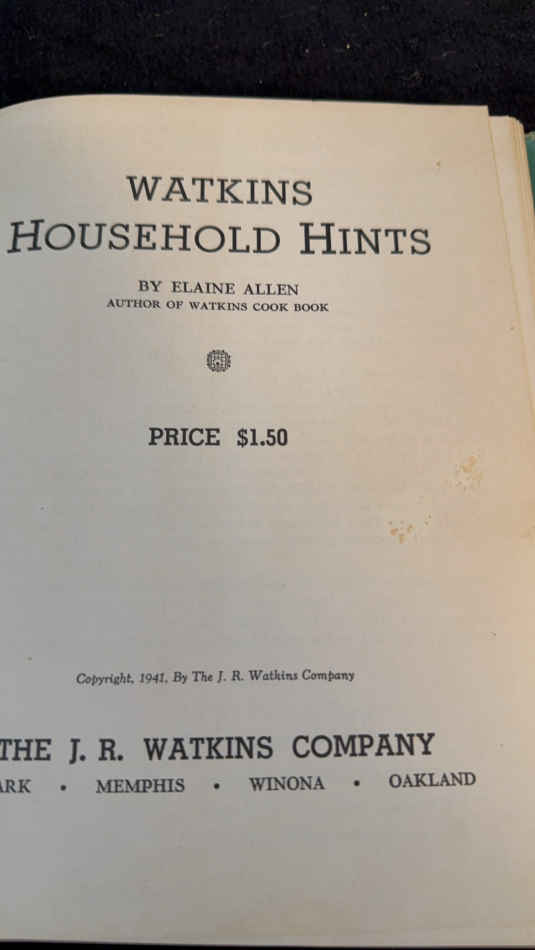 WATKINS
HOUSEHOLD HINTS
BY ELAINE ALLEN
AUTHOR OF WATKINS COOK BOOK
PRICE $1.50
Copyright, 1941, By The J. R. Watkins Company
THE J. R. WATKINS COMPANY
ARK • MEMPHIS • WINONA • OAKLAND